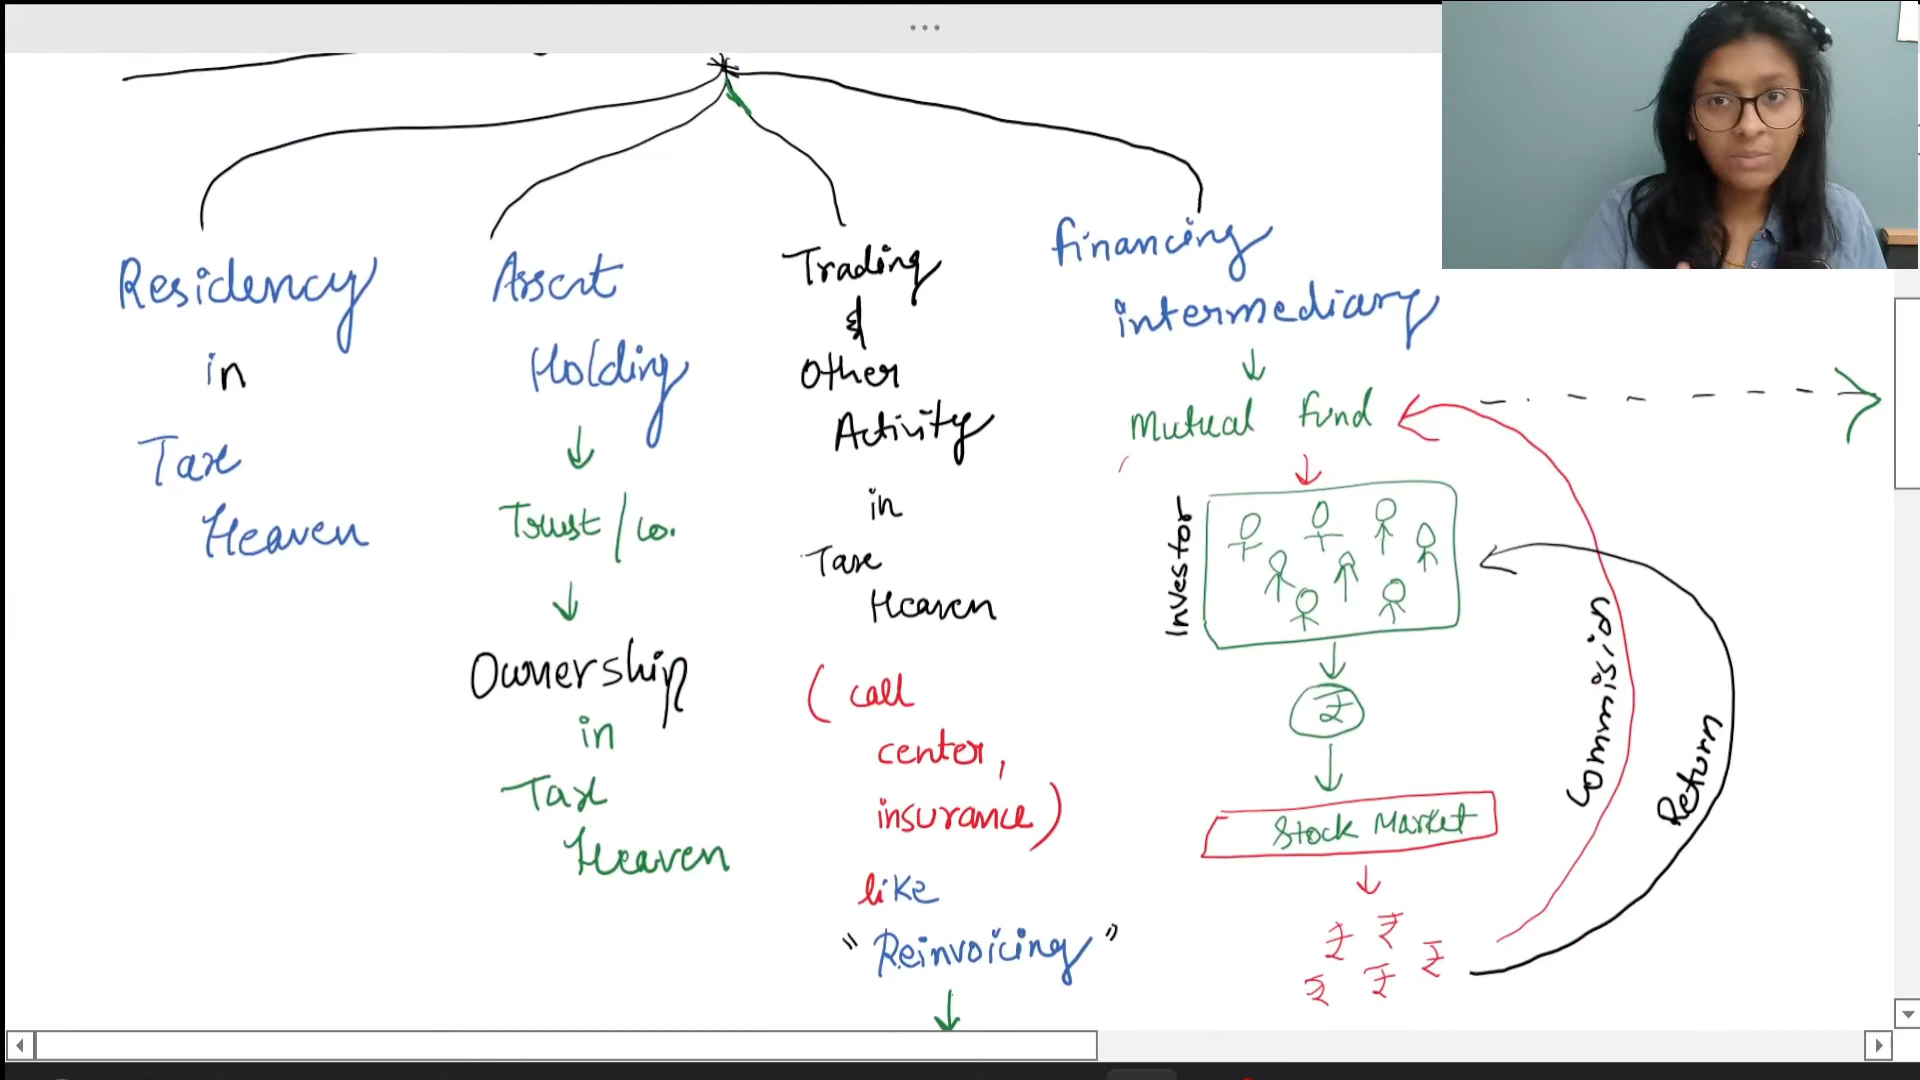 Residency
in
Tax
Heaven
Assert
Holding
Trust / Co.
Ownership
in
Tax
Heaven
Trading
&
Other
Activity
in
Tax
Heaven
( call
center,
insurance )
like
" Reinvoicing "
financing
intermediary
Mutual fund
Investor
₹
Stock Market
₹ ₹
₹ ₹ ₹
Commission
Return